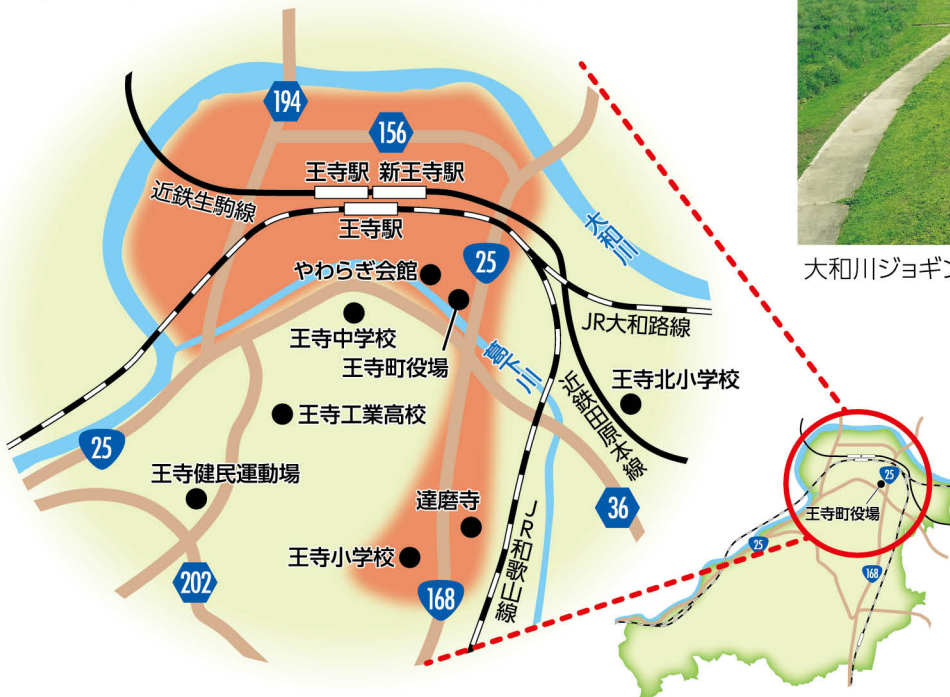 194
156
王寺駅 新王寺駅
近鉄生駒線
王寺駅
大和川
25
やわらぎ会館
大和川ジョギン
JR大和路線
王寺中学校
王寺町役場
葛下川
王寺北小学校
近鉄田原本線
王寺工業高校
25
王寺健民運動場
達磨寺
36
JR和歌山線
王寺小学校
202
168
25
王寺町役場
25
168